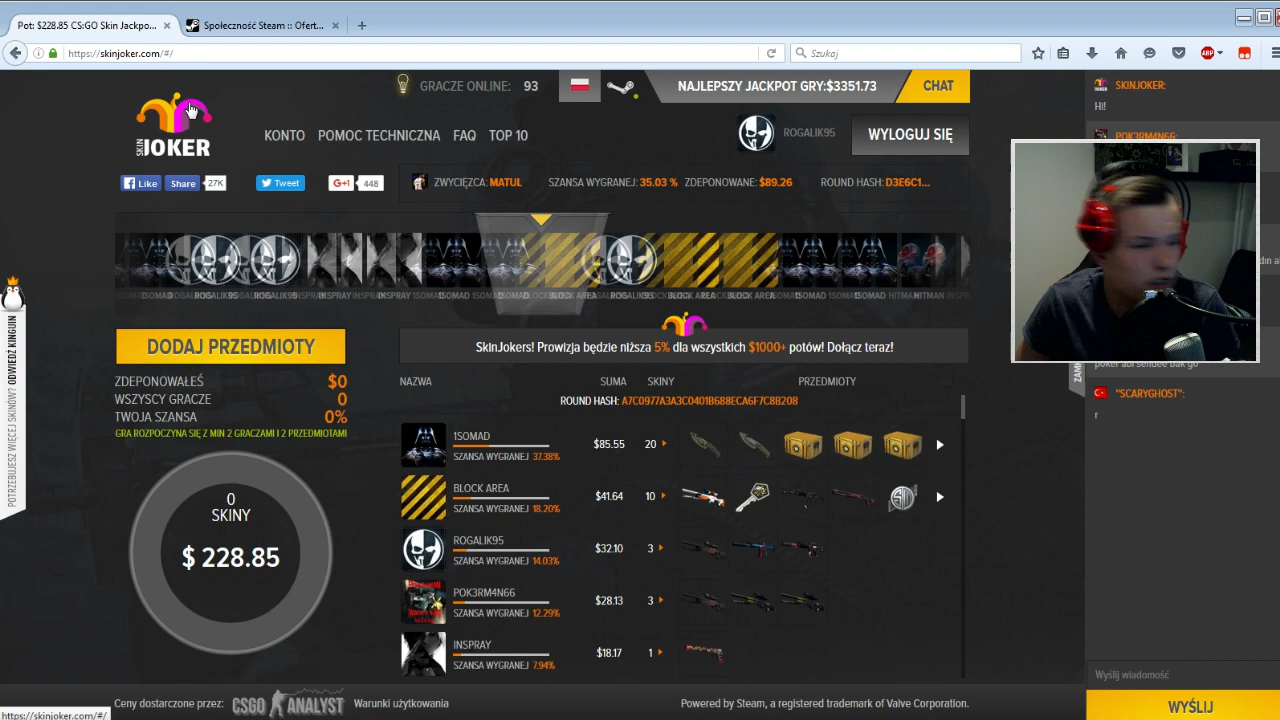 Pot: $228.85 CS:GO Skin Jackpo...
Społeczność Steam :: Ofert...
https://skinjoker.com/#/
Szukaj
ABP
SKIN JOKER
GRACZE ONLINE: 93
NAJLEPSZY JACKPOT GRY:$3351.73
CHAT
KONTO
POMOC TECHNICZNA
FAQ
TOP 10
ROGALIK95
WYLOGUJ SIĘ
Like
Share
27K
Tweet
G+1
448
ZWYCIĘZCA: MATUL
SZANSA WYGRANEJ: 35.03 %
ZDEPONOWANE: $89.26
ROUND HASH: D3E6C1...
POTRZEBUJESZ WIĘCEJ SKINÓW? ODWIEDŹ KINGUIN
DODAJ PRZEDMIOTY
ZDEPONOWAŁEŚ $0
WSZYSCY GRACZE 0
TWOJA SZANSA 0%
GRA ROZPOCZYNA SIĘ Z MIN 2 GRACZAMI I 2 PRZEDMIOTAMI
0
SKINY
$ 228.85
SkinJokers! Prowizja będzie niższa 5% dla wszystkich $1000+ potów! Dołącz teraz!
NAZWA SUMA SKINY PRZEDMIOTY
ROUND HASH: A7C0977A3A3C0401B688ECA6F7C8B208
1SOMAD
SZANSA WYGRANEJ 37.38%
$85.55 20
BLOCK AREA
SZANSA WYGRANEJ 18.20%
$41.64 10
ROGALIK95
SZANSA WYGRANEJ 14.03%
$32.10 3
POK3RM4N66
SZANSA WYGRANEJ 12.29%
$28.13 3
INSPRAY
SZANSA WYGRANEJ 7.94%
$18.17 1
SKINJOKER:
Hi!
POK3RM4N66:
"SCARYGHOST":
r
Wyślij wiadomość
WYŚLIJ
Ceny dostarczone przez: CSGO ANALYST
Warunki użytkowania
Powered by Steam, a registered trademark of Valve Corporation.
https://skinjoker.com/#/